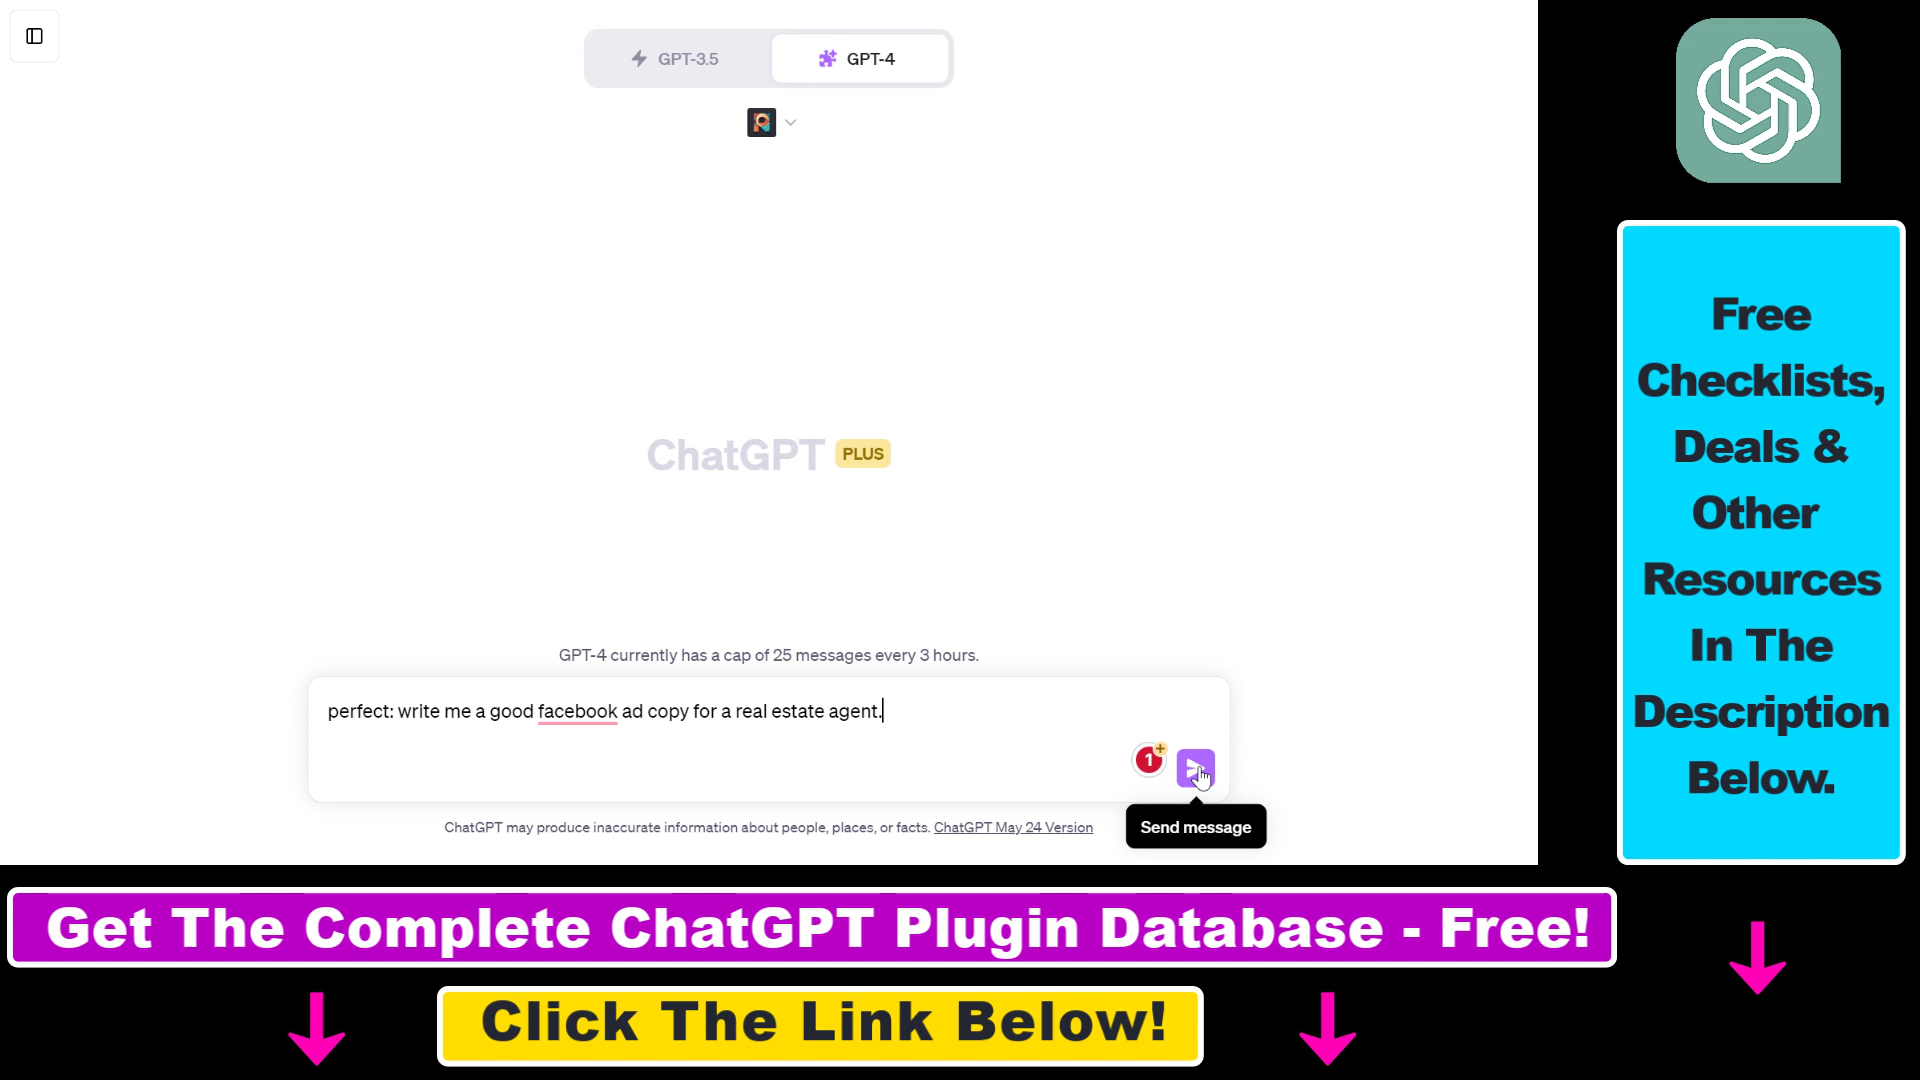 GPT-3.5
GPT-4
ChatGPT PLUS
GPT-4 currently has a cap of 25 messages every 3 hours.
perfect: write me a good facebook ad copy for a real estate agent.
1
+
Send message
ChatGPT may produce inaccurate information about people, places, or facts. ChatGPT May 24 Version
Free
Checklists,
Deals &
Other
Resources
In The
Description
Below.
Get The Complete ChatGPT Plugin Database - Free!
Click The Link Below!